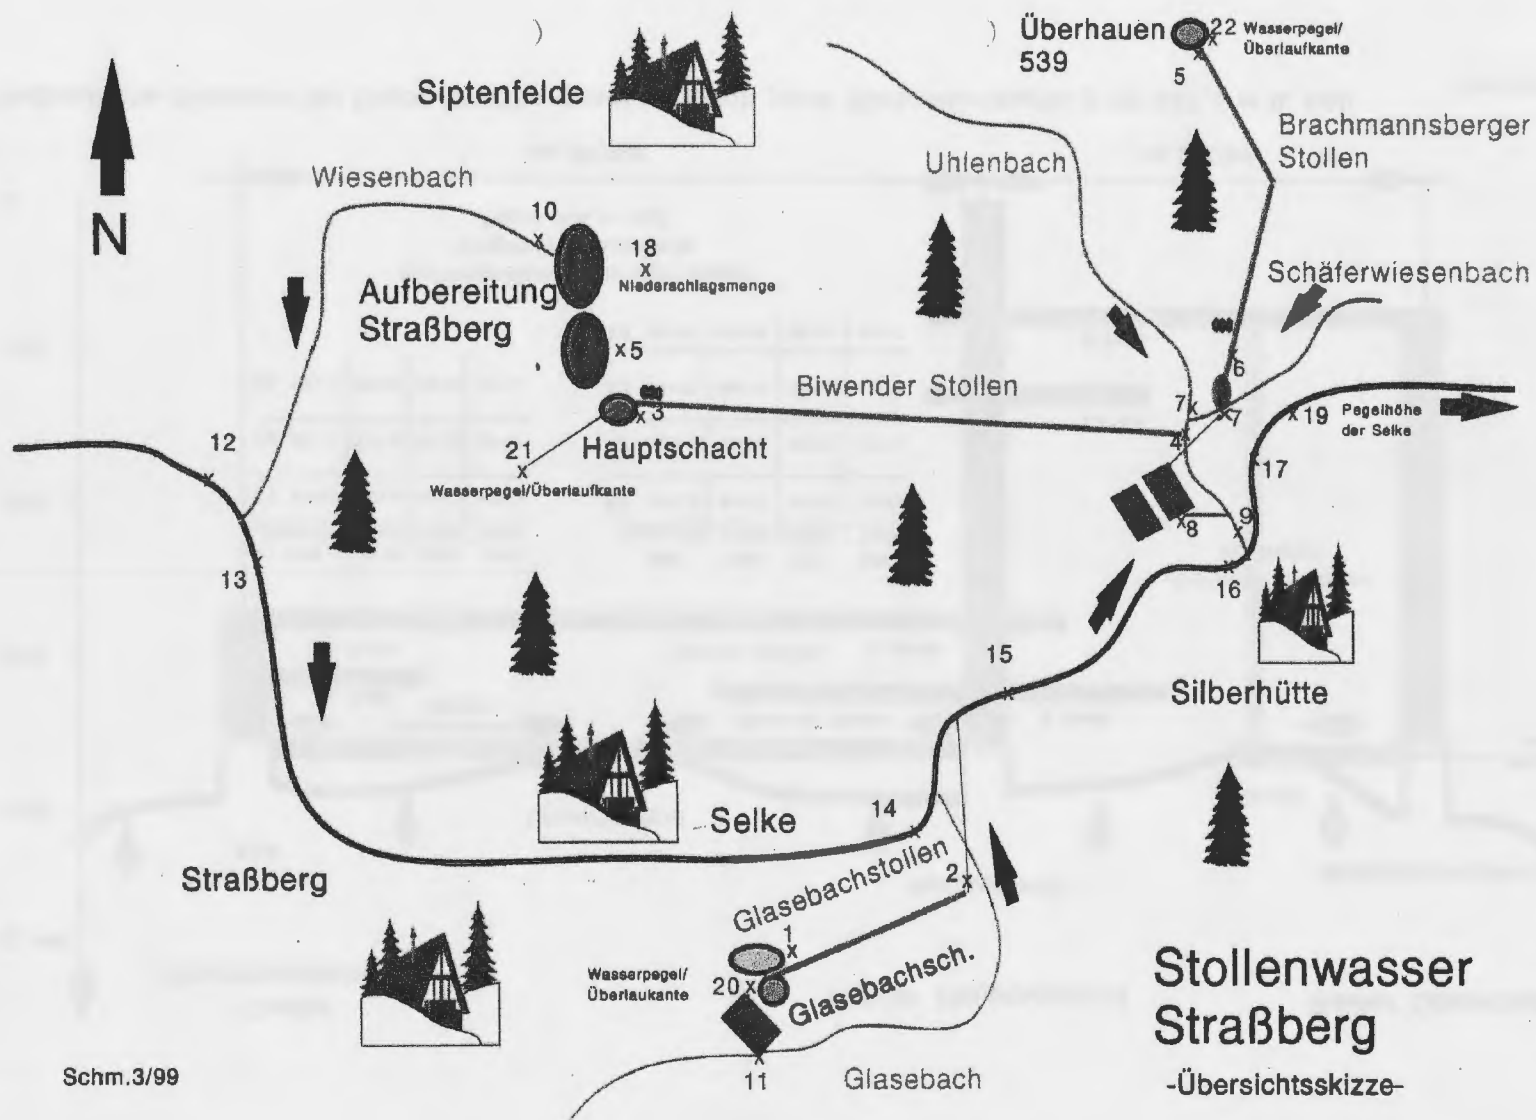 Überhauen
539
22 Wasserpegel/
Überlaufkante
5
Siptenfelde
Brachmannsberger
Stollen
Uhlenbach
Wiesenbach
N
10
18
Niederschlagsmenge
Schäferwiesenbach
Aufbereitung
Straßberg
5
6
Biwender Stollen
3
7
7
19
Pegelhöhe
der Selke
4
12
21
Hauptschacht
17
Wasserpegel/Überlaufkante
8
9
13
16
15
Silberhütte
Selke
14
Straßberg
Glasebachstollen
2
1
Wasserpegel/
Überlaukante
20
Glasebachsch.
Stollenwasser
Straßberg
-Übersichtsskizze-
Schm.3/99
11
Glasebach